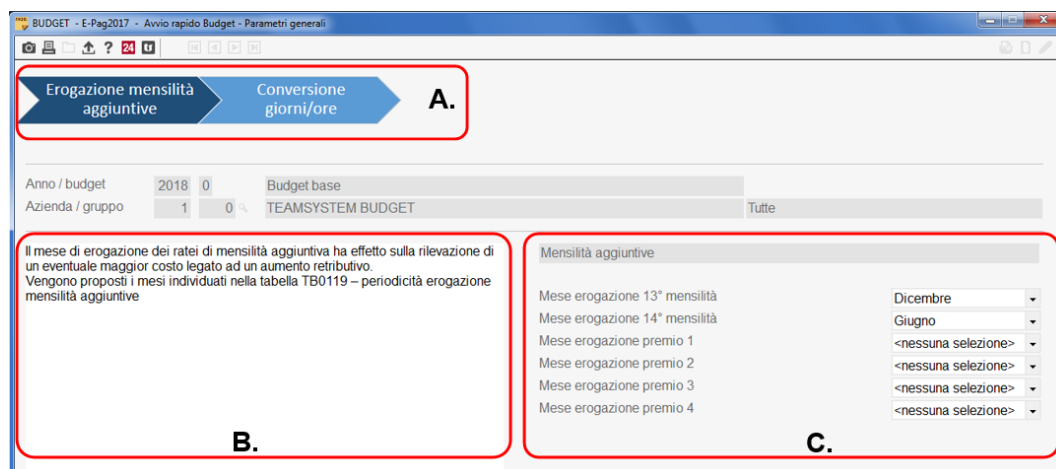 BUDGET - E-Pag2017 - Avvio rapido Budget - Parametri generali
? 24
Erogazione mensilità
aggiuntive
Conversione
giorni/ore
A.
Anno / budget 2018 0 Budget base
Azienda / gruppo 1 0 TEAMSYSTEM BUDGET Tutte
Il mese di erogazione dei ratei di mensilità aggiuntiva ha effetto sulla rilevazione di
un eventuale maggior costo legato ad un aumento retributivo.
Vengono proposti i mesi individuati nella tabella TB0119 – periodicità erogazione
mensilità aggiuntive
B.
Mensilità aggiuntive
Mese erogazione 13° mensilità Dicembre
Mese erogazione 14° mensilità Giugno
Mese erogazione premio 1 <nessuna selezione>
Mese erogazione premio 2 <nessuna selezione>
Mese erogazione premio 3 <nessuna selezione>
Mese erogazione premio 4 <nessuna selezione>
C.